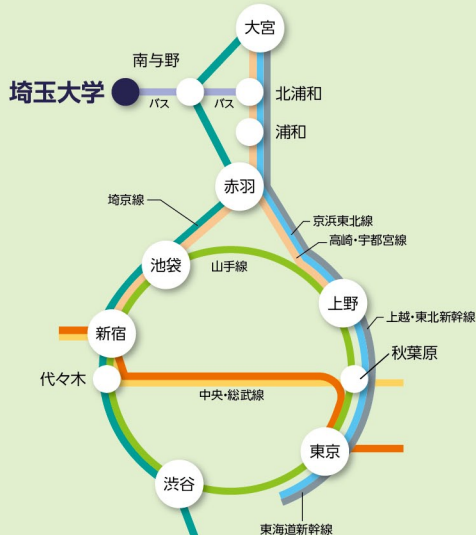 大宮
南与野
埼玉大学
バス
バス
北浦和
浦和
赤羽
埼京線
京浜東北線
高崎・宇都宮線
池袋
山手線
上野
上越・東北新幹線
新宿
秋葉原
代々木
中央・総武線
東京
渋谷
東海道新幹線